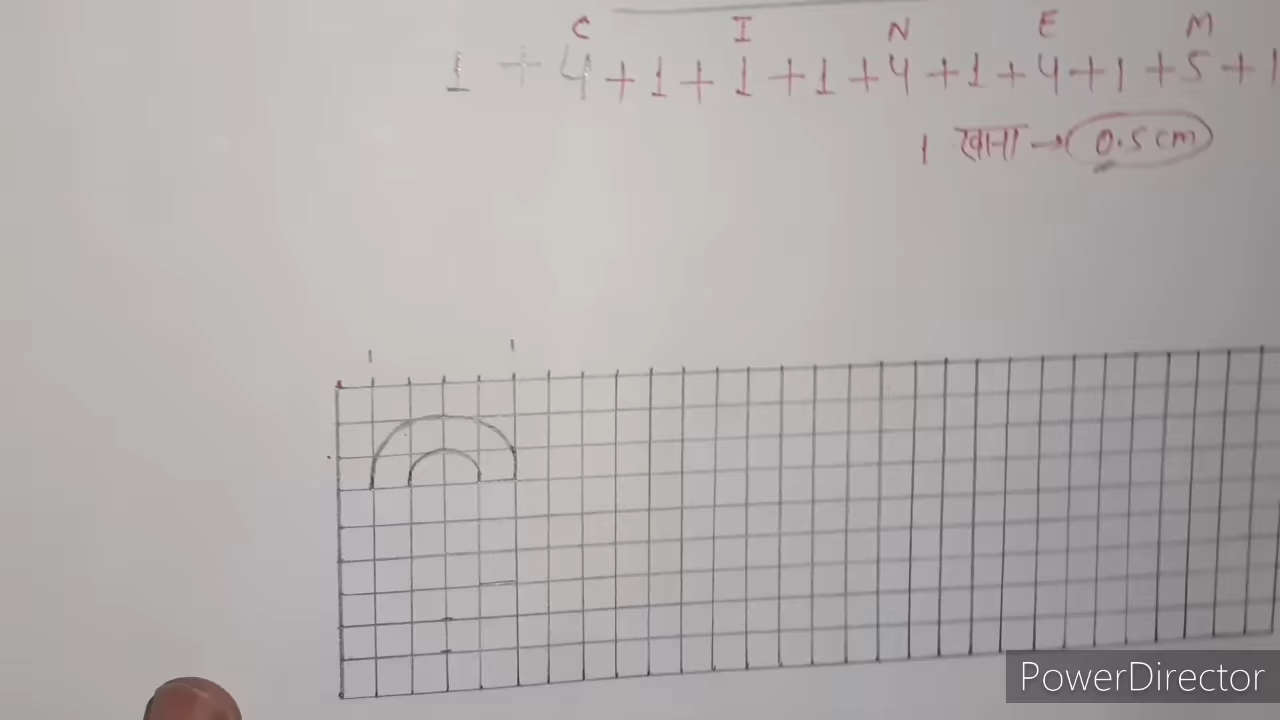 C I N E M
1 + 4 + 1 + 1 + 1 + 4 + 1 + 4 + 1 + 5 + 1
1 खाना → 0.5 cm
PowerDirector